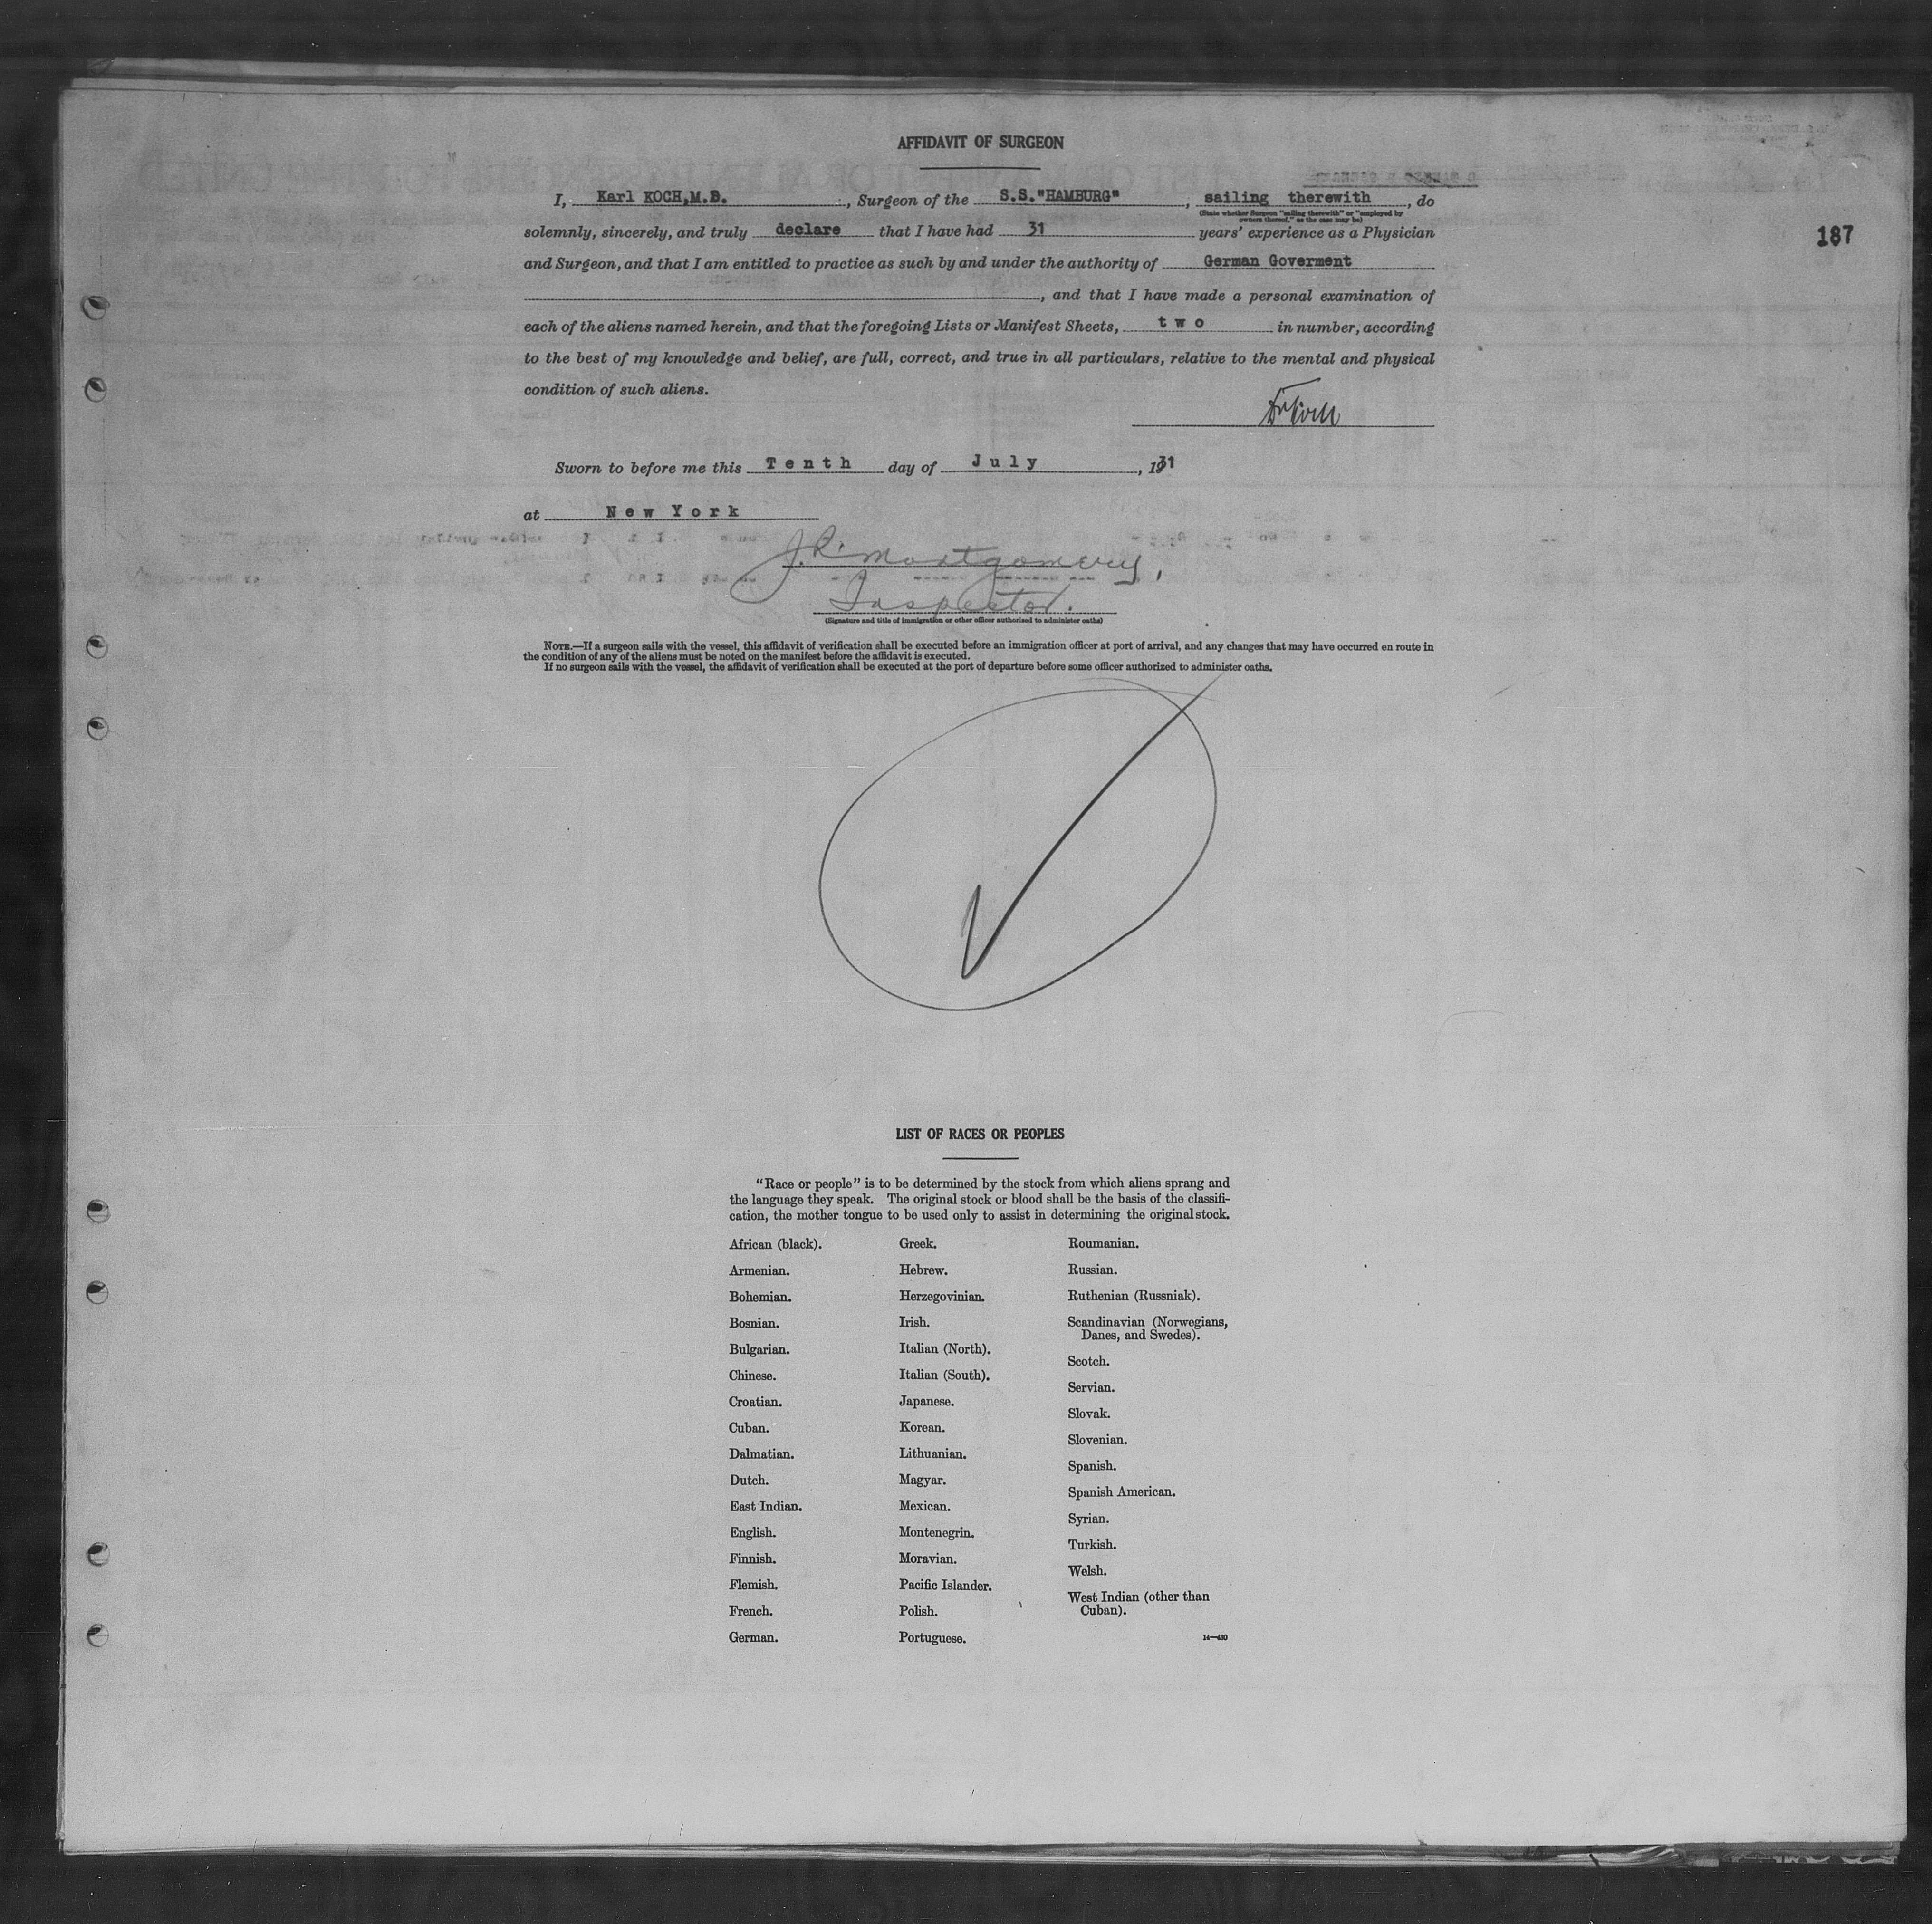 AFFIDAVIT OF SURGEON
I, Karl KOCH,M.D. , Surgeon of the S.S."HAMBURG" , sailing therewith , do
(State whether Surgeon "sailing therewith" or "employed by
owners thereof," as the case may be)
187
solemnly, sincerely, and truly declare that I have had 31 years' experience as a Physician
and Surgeon, and that I am entitled to practice as such by and under the authority of German Goverment
, and that I have made a personal examination of
each of the aliens named herein, and that the foregoing Lists or Manifest Sheets, two in number, according
to the best of my knowledge and belief, are full, correct, and true in all particulars, relative to the mental and physical
condition of such aliens.
Sworn to before me this Tenth day of July , 1931
at New York
J.R. Montgomery,
Inspector.
(Signature and title of immigration or other officer authorized to administer oaths)
NOTE.—If a surgeon sails with the vessel, this affidavit of verification shall be executed before an immigration officer at port of arrival, and any changes that may have occurred en route in
the condition of any of the aliens must be noted on the manifest before the affidavit is executed.
If no surgeon sails with the vessel, the affidavit of verification shall be executed at the port of departure before some officer authorized to administer oaths.
LIST OF RACES OR PEOPLES
"Race or people" is to be determined by the stock from which aliens sprang and
the language they speak. The original stock or blood shall be the basis of the classifi-
cation, the mother tongue to be used only to assist in determining the original stock.
African (black).
Armenian.
Bohemian.
Bosnian.
Bulgarian.
Chinese.
Croatian.
Cuban.
Dalmatian.
Dutch.
East Indian.
English.
Finnish.
Flemish.
French.
German.
Greek.
Hebrew.
Herzegovinian.
Irish.
Italian (North).
Italian (South).
Japanese.
Korean.
Lithuanian.
Magyar.
Mexican.
Montenegrin.
Moravian.
Pacific Islander.
Polish.
Portuguese.
Roumanian.
Russian.
Ruthenian (Russniak).
Scandinavian (Norwegians,
Danes, and Swedes).
Scotch.
Servian.
Slovak.
Slovenian.
Spanish.
Spanish American.
Syrian.
Turkish.
Welsh.
West Indian (other than
Cuban).
14—430